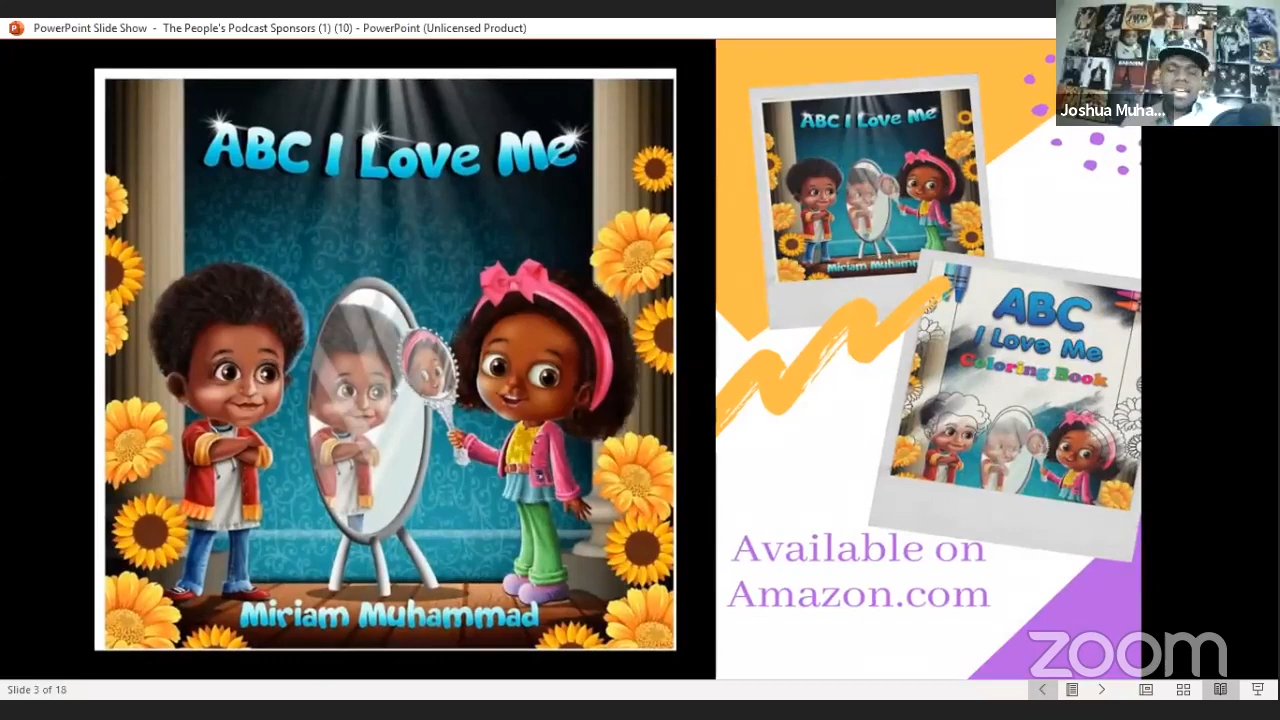 PowerPoint Slide Show - The People's Podcast Sponsors (1) (10) - PowerPoint (Unlicensed Product)
Joshua Muha...
ABC I Love Me
Miriam Muhammad
ABC I Love Me
Miriam Muhamm
ABC
I Love Me
Coloring Book
Available on
Amazon.com
zoom
Slide 3 of 18